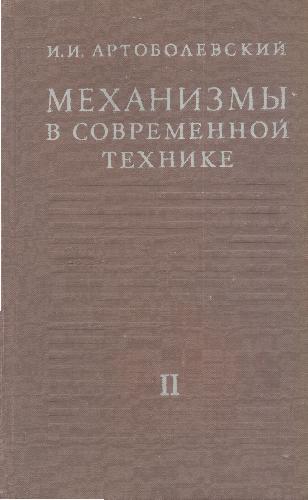 И.И. АРТОБОЛЕВСКИЙ
МЕХАНИЗМЫ
В СОВРЕМЕННОЙ
ТЕХНИКЕ
II